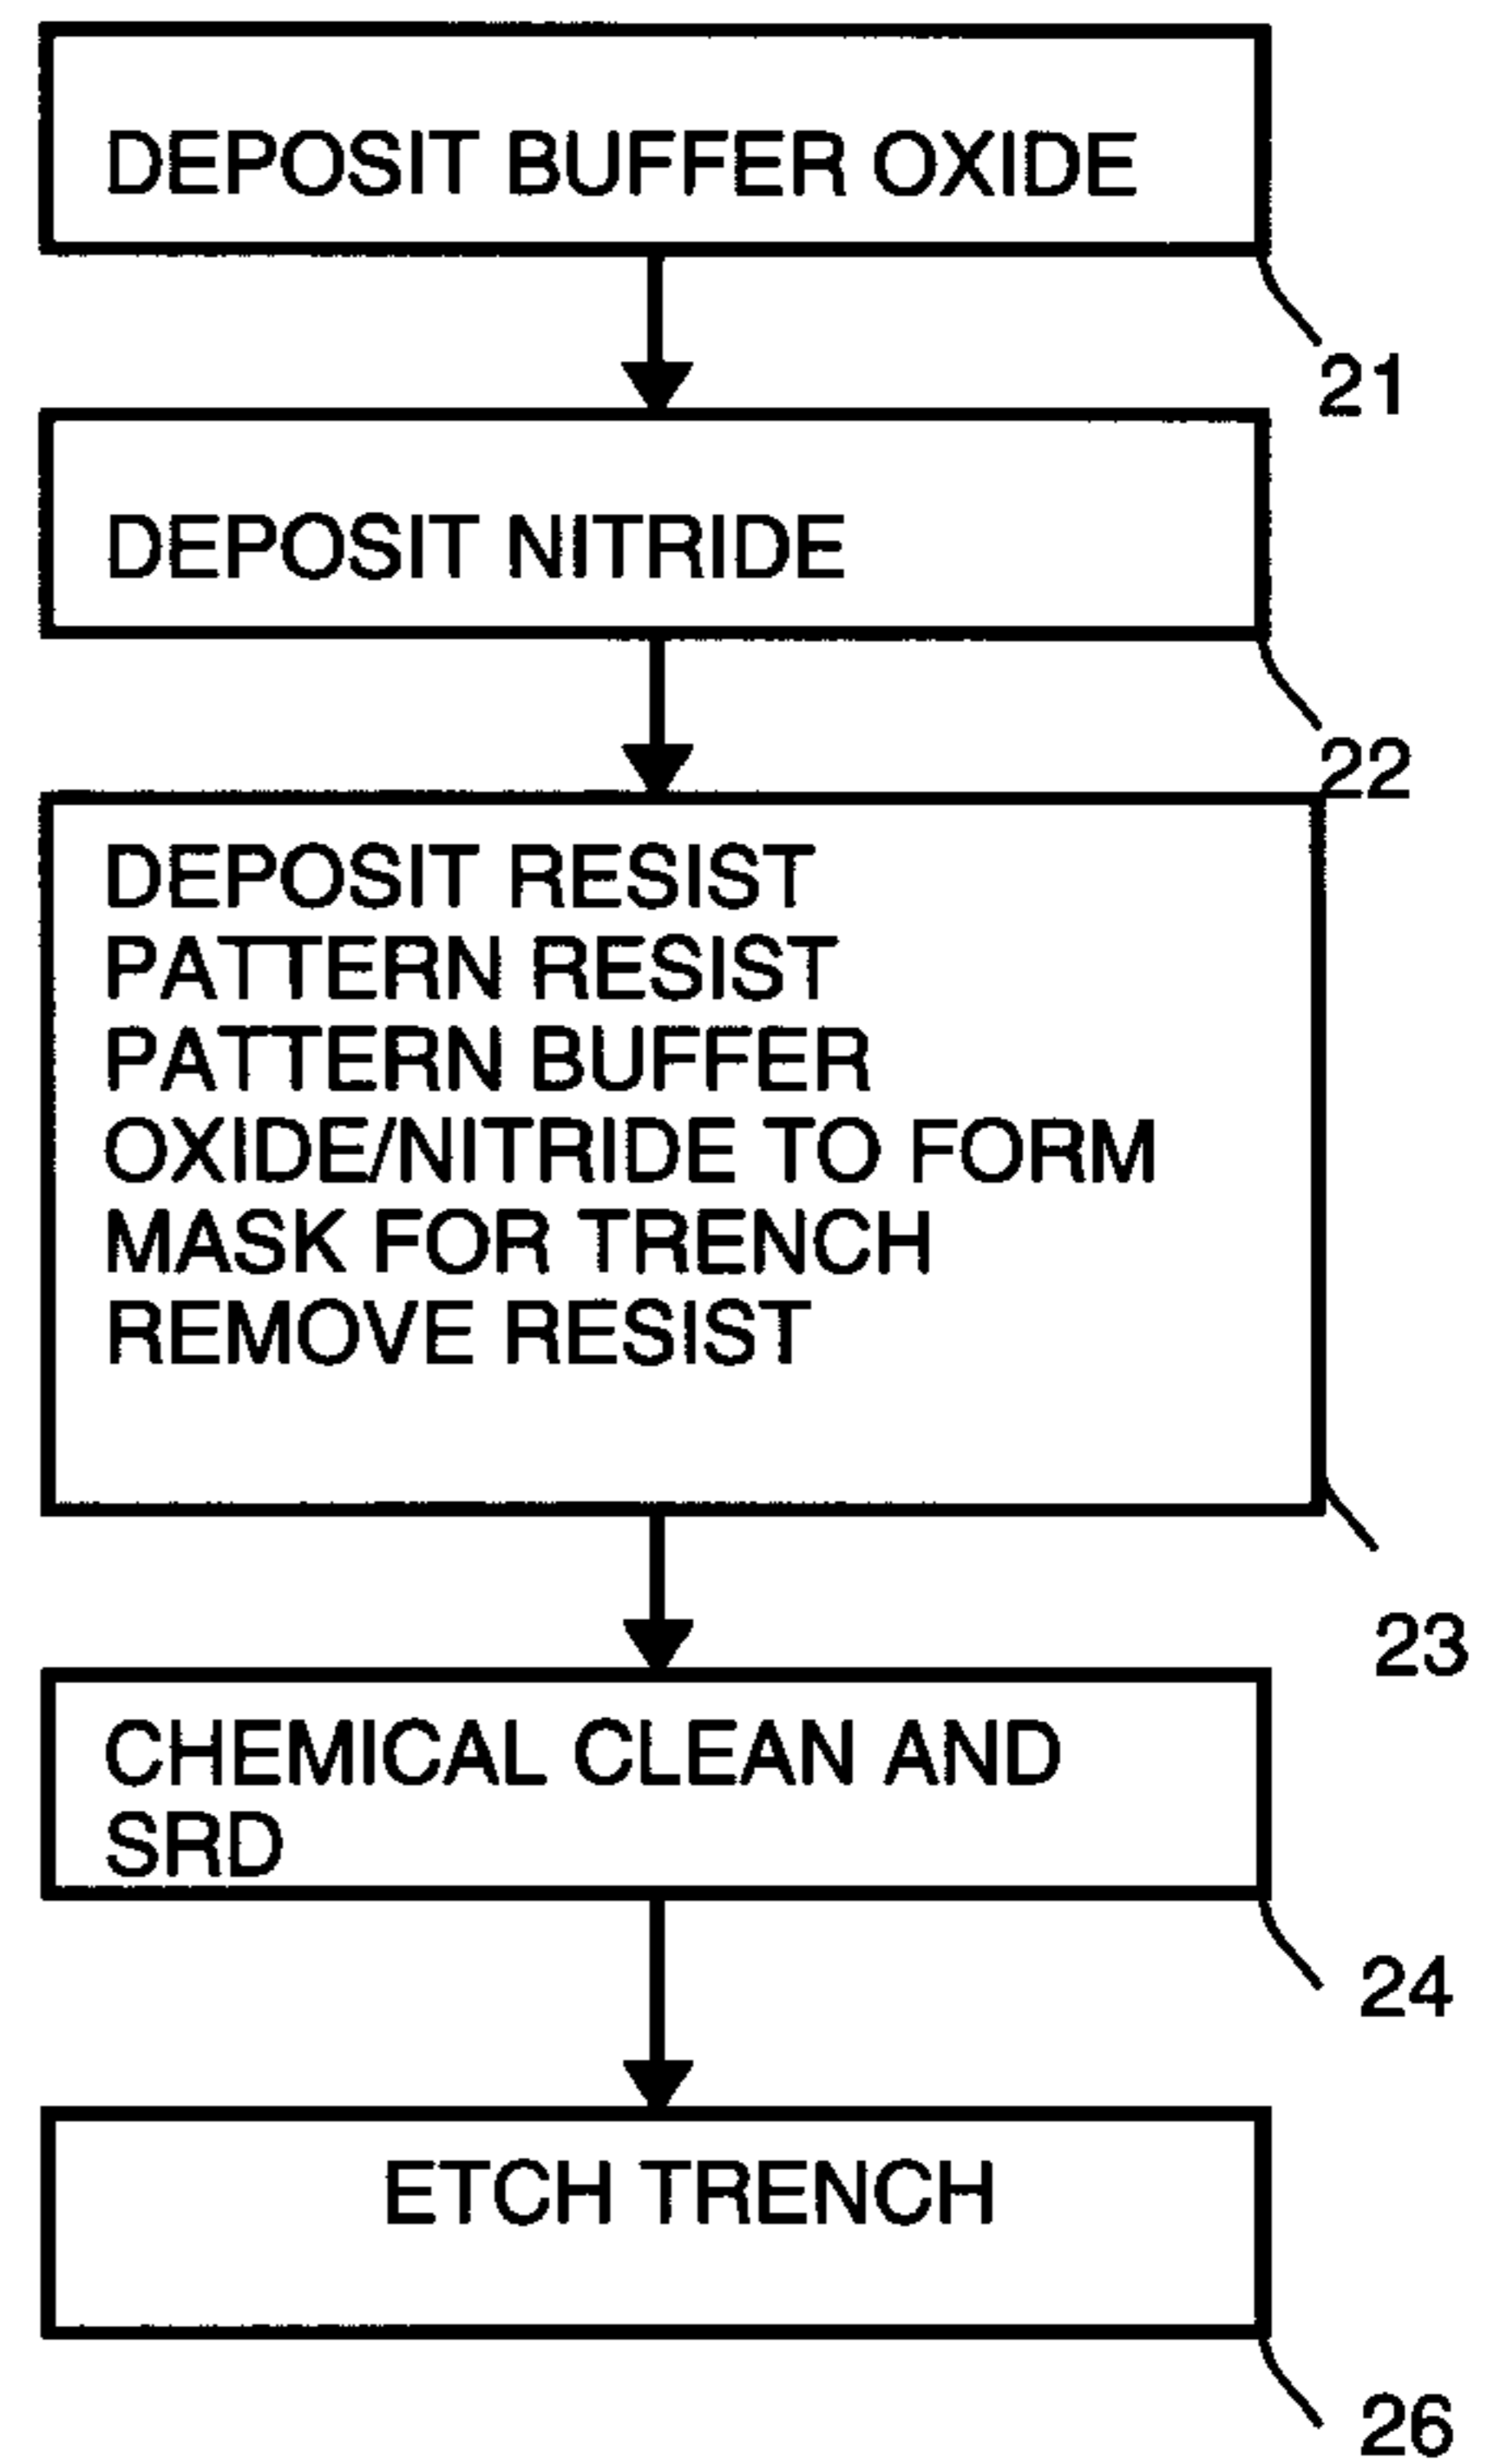 DEPOSIT BUFFER OXIDE
21
DEPOSIT NITRIDE
22
DEPOSIT RESIST
PATTERN RESIST
PATTERN BUFFER
OXIDE/NITRIDE TO FORM
MASK FOR TRENCH
REMOVE RESIST
23
CHEMICAL CLEAN AND
SRD
24
ETCH TRENCH
26